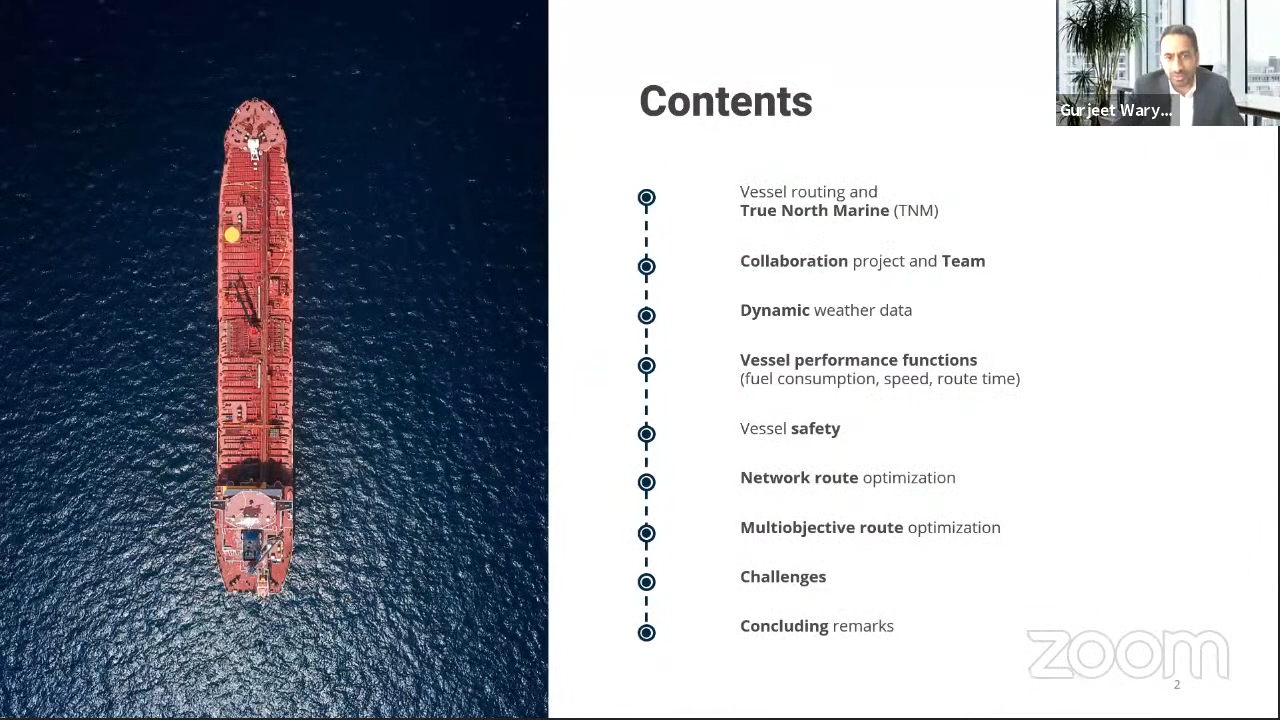 Contents
Gurjeet Wary...
Vessel routing and
True North Marine (TNM)
Collaboration project and Team
Dynamic weather data
Vessel performance functions
(fuel consumption, speed, route time)
Vessel safety
Network route optimization
Multiobjective route optimization
Challenges
Concluding remarks
zoom
2